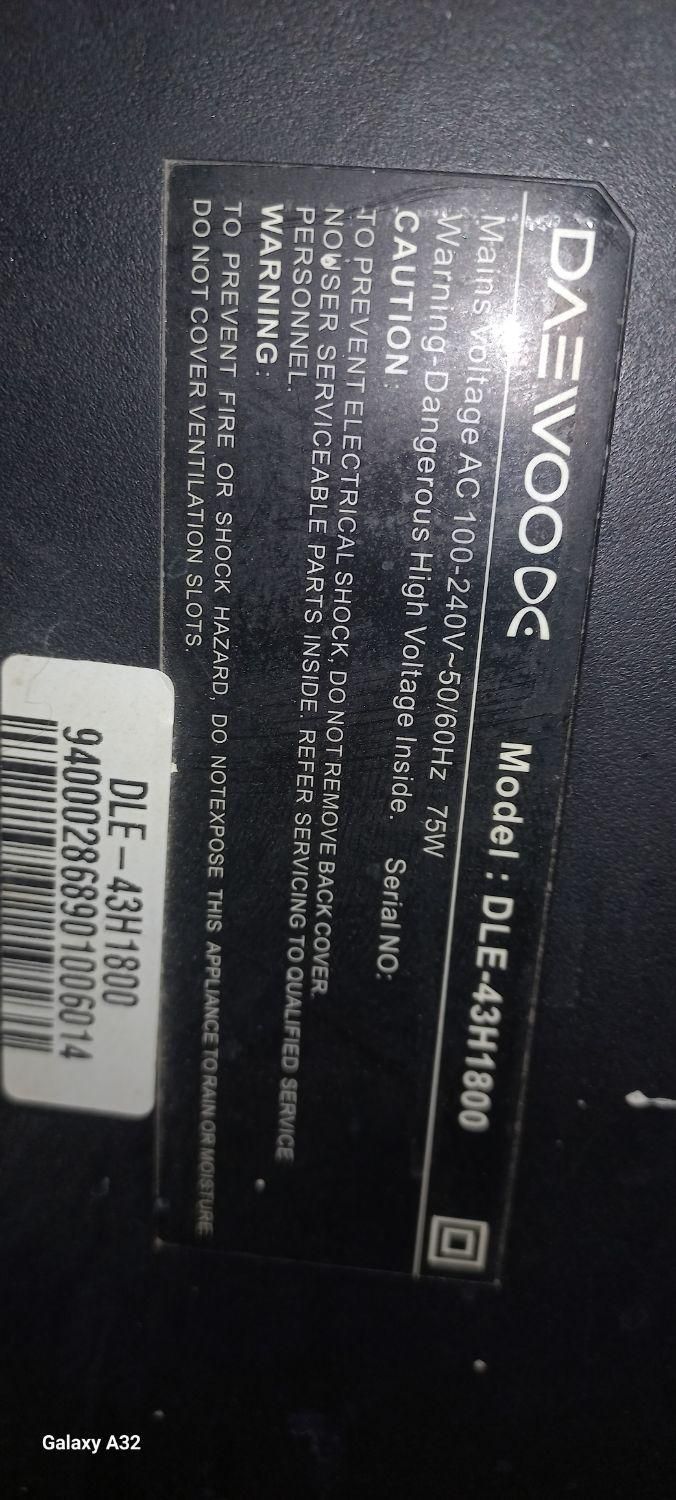 DAEWOO DE
Model : DLE-43H1800
Mains voltage AC 100-240V~50/60Hz 75W
Warning-Dangerous High Voltage Inside. Serial NO:
CAUTION:
TO PREVENT ELECTRICAL SHOCK, DO NOT REMOVE BACK COVER.
NO USER SERVICEABLE PARTS INSIDE. REFER SERVICING TO QUALIFIED SERVICE
PERSONNEL.
WARNING:
TO PREVENT FIRE OR SHOCK HAZARD, DO NOTEXPOSE THIS APPLIANCE TO RAIN OR MOISTURE.
DO NOT COVER VENTILATION SLOTS.
DLE-43H1800
940002868901006014
Galaxy A32